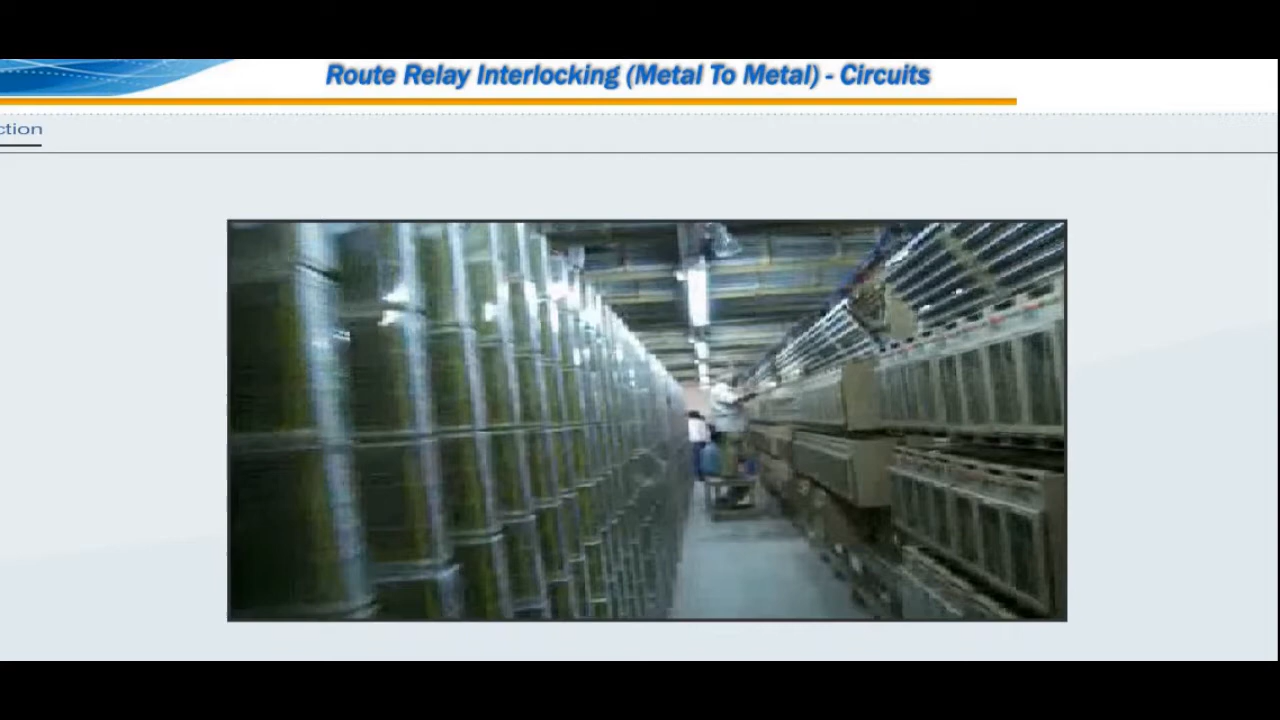 Route Relay Interlocking (Metal To Metal) - Circuits
ction